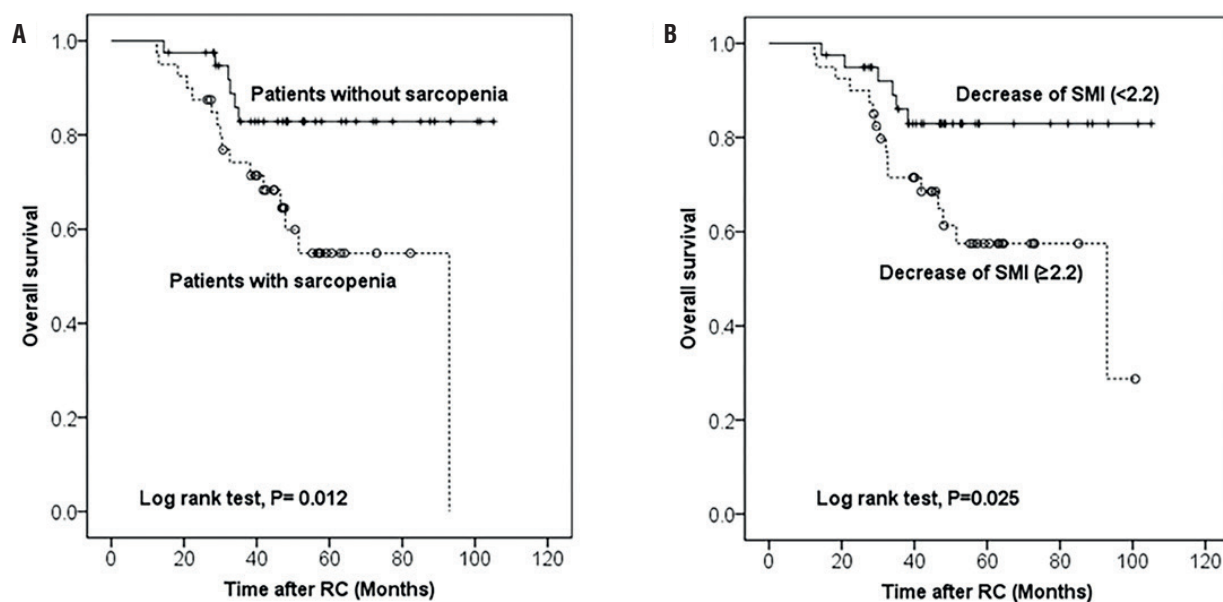 A
Overall survival
1.0
0.8
0.6
0.4
0.2
0.0
Patients without sarcopenia
Patients with sarcopenia
Log rank test, P= 0.012
0 20 40 60 80 100 120
Time after RC (Months)
B
Overall survival
1.0
0.8
0.6
0.4
0.2
0.0
Decrease of SMI (<2.2)
Decrease of SMI (≥2.2)
Log rank test, P=0.025
0 20 40 60 80 100 120
Time after RC (Months)